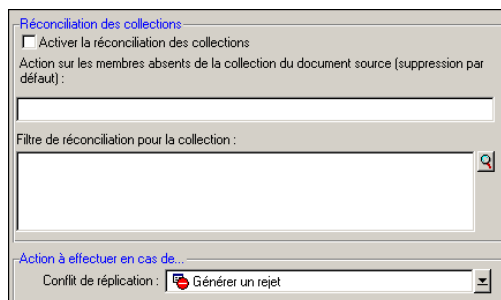 Réconciliation des collections
Activer la réconciliation des collections
Action sur les membres absents de la collection du document source (suppression par
défaut) :
Filtre de réconciliation pour la collection :
Action à effectuer en cas de...
Conflit de réplication : Générer un rejet